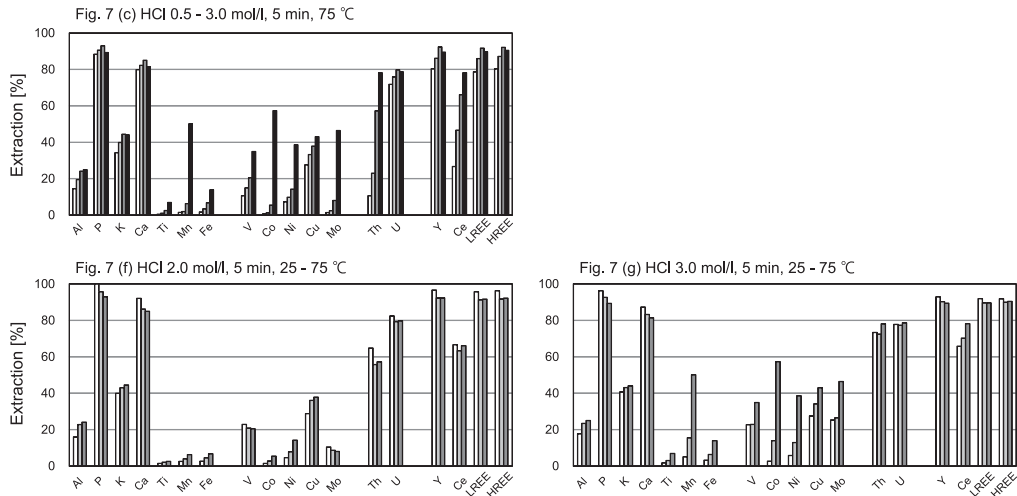 Fig. 7 (c) HCl 0.5 - 3.0 mol/l, 5 min, 75 ℃
Extraction [%]
100
80
60
40
20
0
Al P K Ca Ti Mn Fe V Co Ni Cu Mo Th U Y Ce LREE HREE
Fig. 7 (f) HCl 2.0 mol/l, 5 min, 25 - 75 ℃
Extraction [%]
100
80
60
40
20
0
Al P K Ca Ti Mn Fe V Co Ni Cu Mo Th U Y Ce LREE HREE
Fig. 7 (g) HCl 3.0 mol/l, 5 min, 25 - 75 ℃
100
80
60
40
20
0
Al P K Ca Ti Mn Fe V Co Ni Cu Mo Th U Y Ce LREE HREE